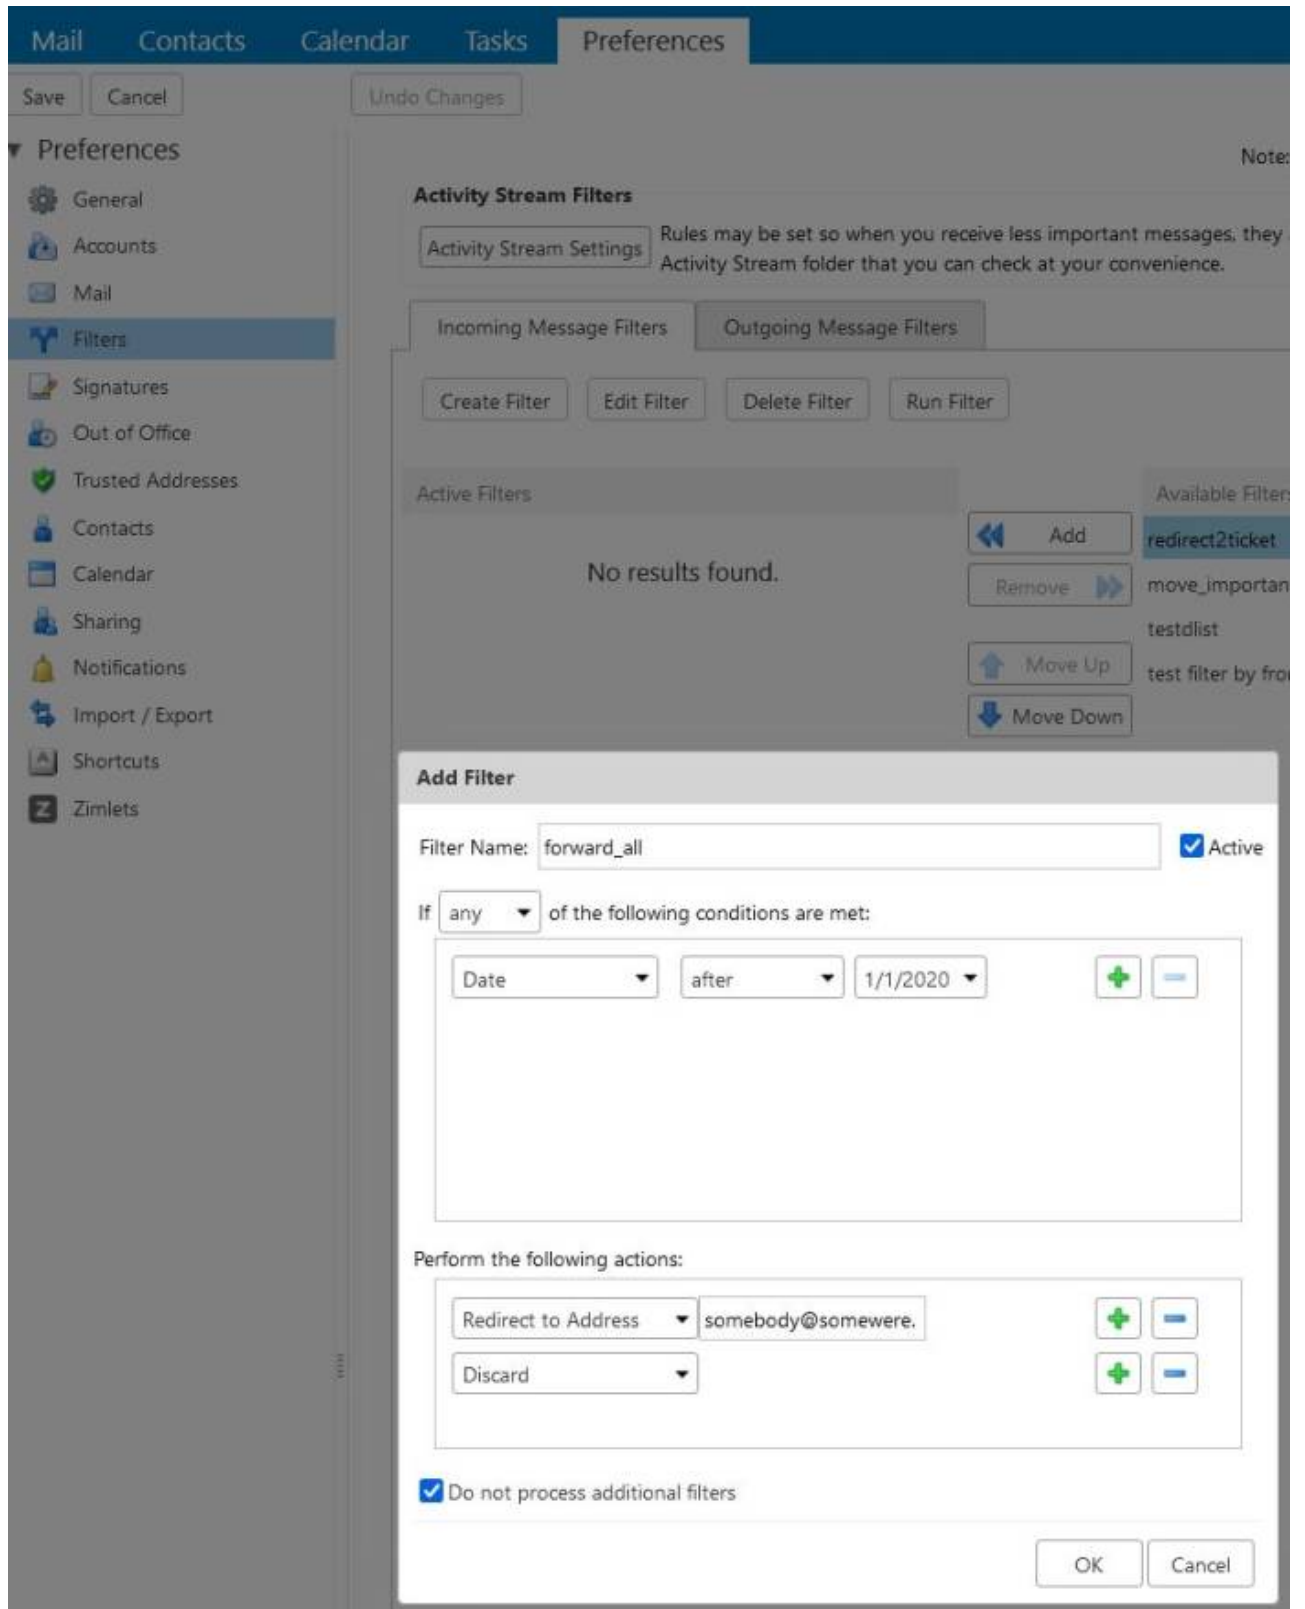 Mail Contacts Calendar Tasks Preferences
Save Cancel Undo Changes
Preferences
General
Accounts
Mail
Filters
Signatures
Out of Office
Trusted Addresses
Contacts
Calendar
Sharing
Notifications
Import / Export
Shortcuts
Zimlets
Note:
Activity Stream Filters
Activity Stream Settings
Rules may be set so when you receive less important messages, they
Activity Stream folder that you can check at your convenience.
Incoming Message Filters Outgoing Message Filters
Create Filter Edit Filter Delete Filter Run Filter
Active Filters
No results found.
Add
Remove
Move Up
Move Down
Available Filters
redirect2ticket
move_importan
testdlist
test filter by fro
Add Filter
Filter Name: forward_all Active
If any of the following conditions are met:
Date after 1/1/2020
Perform the following actions:
Redirect to Address somebody@somewere.
Discard
Do not process additional filters
OK Cancel